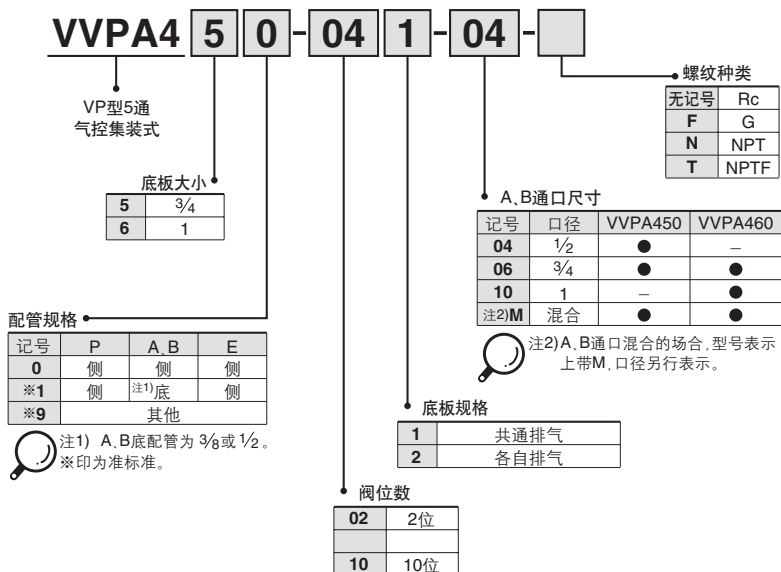 VVPA4 5 0 - 04 1 - 04 -
VP型5通
气控集装式
螺纹种类
无记号 Rc
F G
N NPT
T NPTF
底板大小
5 3/4
6 1
A、B通口尺寸
记号 口径 VVPA450 VVPA460
04 1/2 ● –
06 3/4 ● ●
10 1 – ●
注2)M 混合 ● ●
注2)A、B通口混合的场合,型号表示
上带M,口径另行表示。
配管规格
记号 P A、B E
0 侧 侧 侧
※1 侧 注1)底 侧
※9 其他
注1) A、B底配管为 3/8或 1/2。
※印为准标准。
底板规格
1 共通排气
2 各自排气
阀位数
02 2位
10 10位